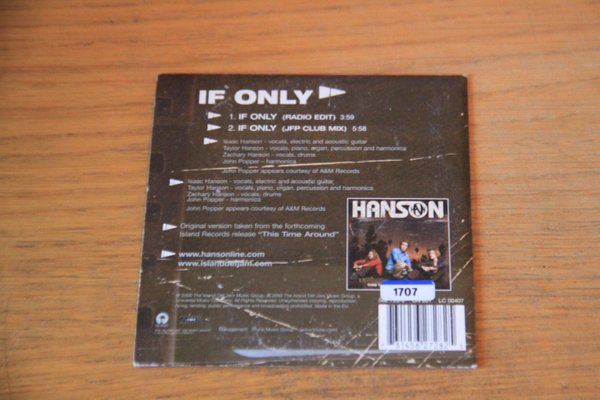 IF ONLY
1. IF ONLY (RADIO EDIT) 3:59
2. IF ONLY (JFP CLUB MIX) 5:58
Isaac Hanson - vocals, electric and acoustic guitar
Taylor Hanson - vocals, piano, organ, percussion and harmonica
Zachary Hanson - vocals, drums
John Popper - harmonica
John Popper appears courtesy of A&M Records
Isaac Hanson - vocals, electric and acoustic guitar
Taylor Hanson - vocals, piano, organ, percussion and harmonica
Zachary Hanson - vocals, drums
John Popper - harmonica
John Popper appears courtesy of A&M Records
HANSON
Original version taken from the forthcoming
Island Records release "This Time Around"
www.hansonline.com
www.islanddefjam.com
1707
LC 00407